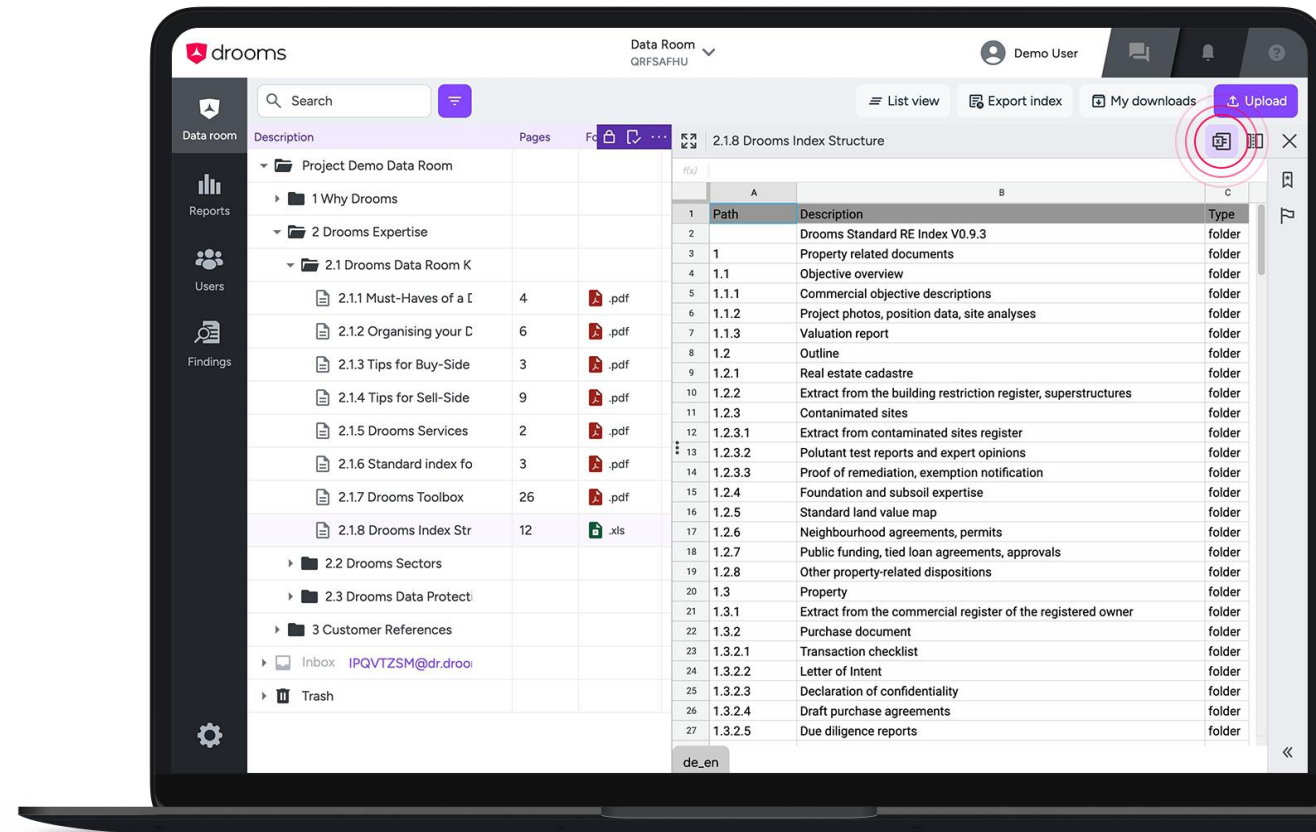 drooms
Data Room
QRFSAFHU
Demo User
Search
List view
Export index
My downloads
Upload
Data room
Reports
Users
Findings
Description Pages Fo
Project Demo Data Room
1 Why Drooms
2 Drooms Expertise
2.1 Drooms Data Room K
2.1.1 Must-Haves of a D 4 .pdf
2.1.2 Organising your D 6 .pdf
2.1.3 Tips for Buy-Side 3 .pdf
2.1.4 Tips for Sell-Side 9 .pdf
2.1.5 Drooms Services 2 .pdf
2.1.6 Standard index fo 3 .pdf
2.1.7 Drooms Toolbox 26 .pdf
2.1.8 Drooms Index Str 12 .xls
2.2 Drooms Sectors
2.3 Drooms Data Protecti
3 Customer References
Inbox IPQVTZSM@dr.droo
Trash
2.1.8 Drooms Index Structure
f(x)
A B C
1 Path Description Type
2 Drooms Standard RE Index V0.9.3 folder
3 1 Property related documents folder
4 1.1 Objective overview folder
5 1.1.1 Commercial objective descriptions folder
6 1.1.2 Project photos, position data, site analyses folder
7 1.1.3 Valuation report folder
8 1.2 Outline folder
9 1.2.1 Real estate cadastre folder
10 1.2.2 Extract from the building restriction register, superstructures folder
11 1.2.3 Contanimated sites folder
12 1.2.3.1 Extract from contaminated sites register folder
13 1.2.3.2 Polutant test reports and expert opinions folder
14 1.2.3.3 Proof of remediation, exemption notification folder
15 1.2.4 Foundation and subsoil expertise folder
16 1.2.5 Standard land value map folder
17 1.2.6 Neighbourhood agreements, permits folder
18 1.2.7 Public funding, tied loan agreements, approvals folder
19 1.2.8 Other property-related dispositions folder
20 1.3 Property folder
21 1.3.1 Extract from the commercial register of the registered owner folder
22 1.3.2 Purchase document folder
23 1.3.2.1 Transaction checklist folder
24 1.3.2.2 Letter of Intent folder
25 1.3.2.3 Declaration of confidentiality folder
26 1.3.2.4 Draft purchase agreements folder
27 1.3.2.5 Due diligence reports folder
de_en